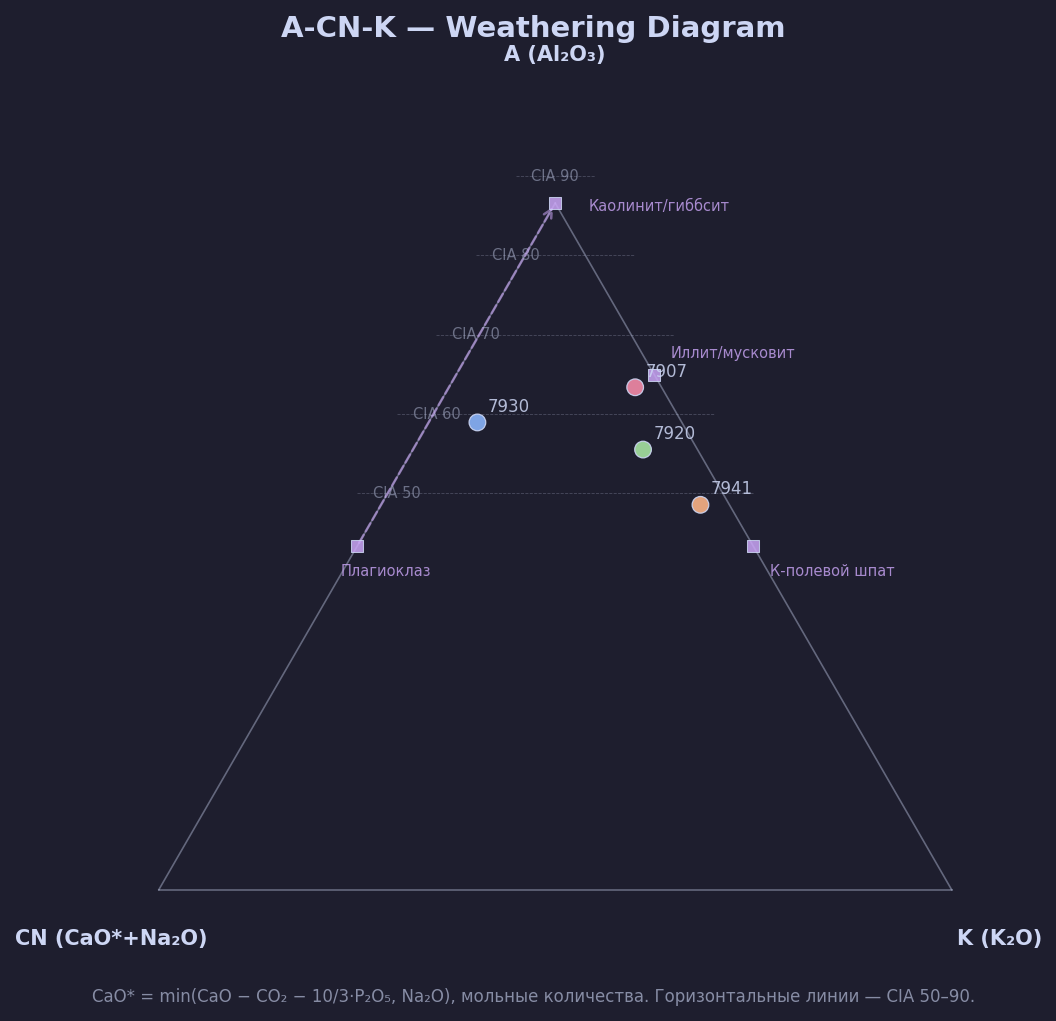 A-CN-K — Weathering Diagram
A (Al₂O₃)
CIA 90
Каолинит/гиббсит
CIA 80
CIA 70
Иллит/мусковит
7907
7930
CIA 60
7920
7941
CIA 50
Плагиоклаз
К-полевой шпат
CN (CaO*+Na₂O)
K (K₂O)
CaO* = min(CaO − CO₂ − 10/3·P₂O₅, Na₂O), мольные количества. Горизонтальные линии — CIA 50–90.